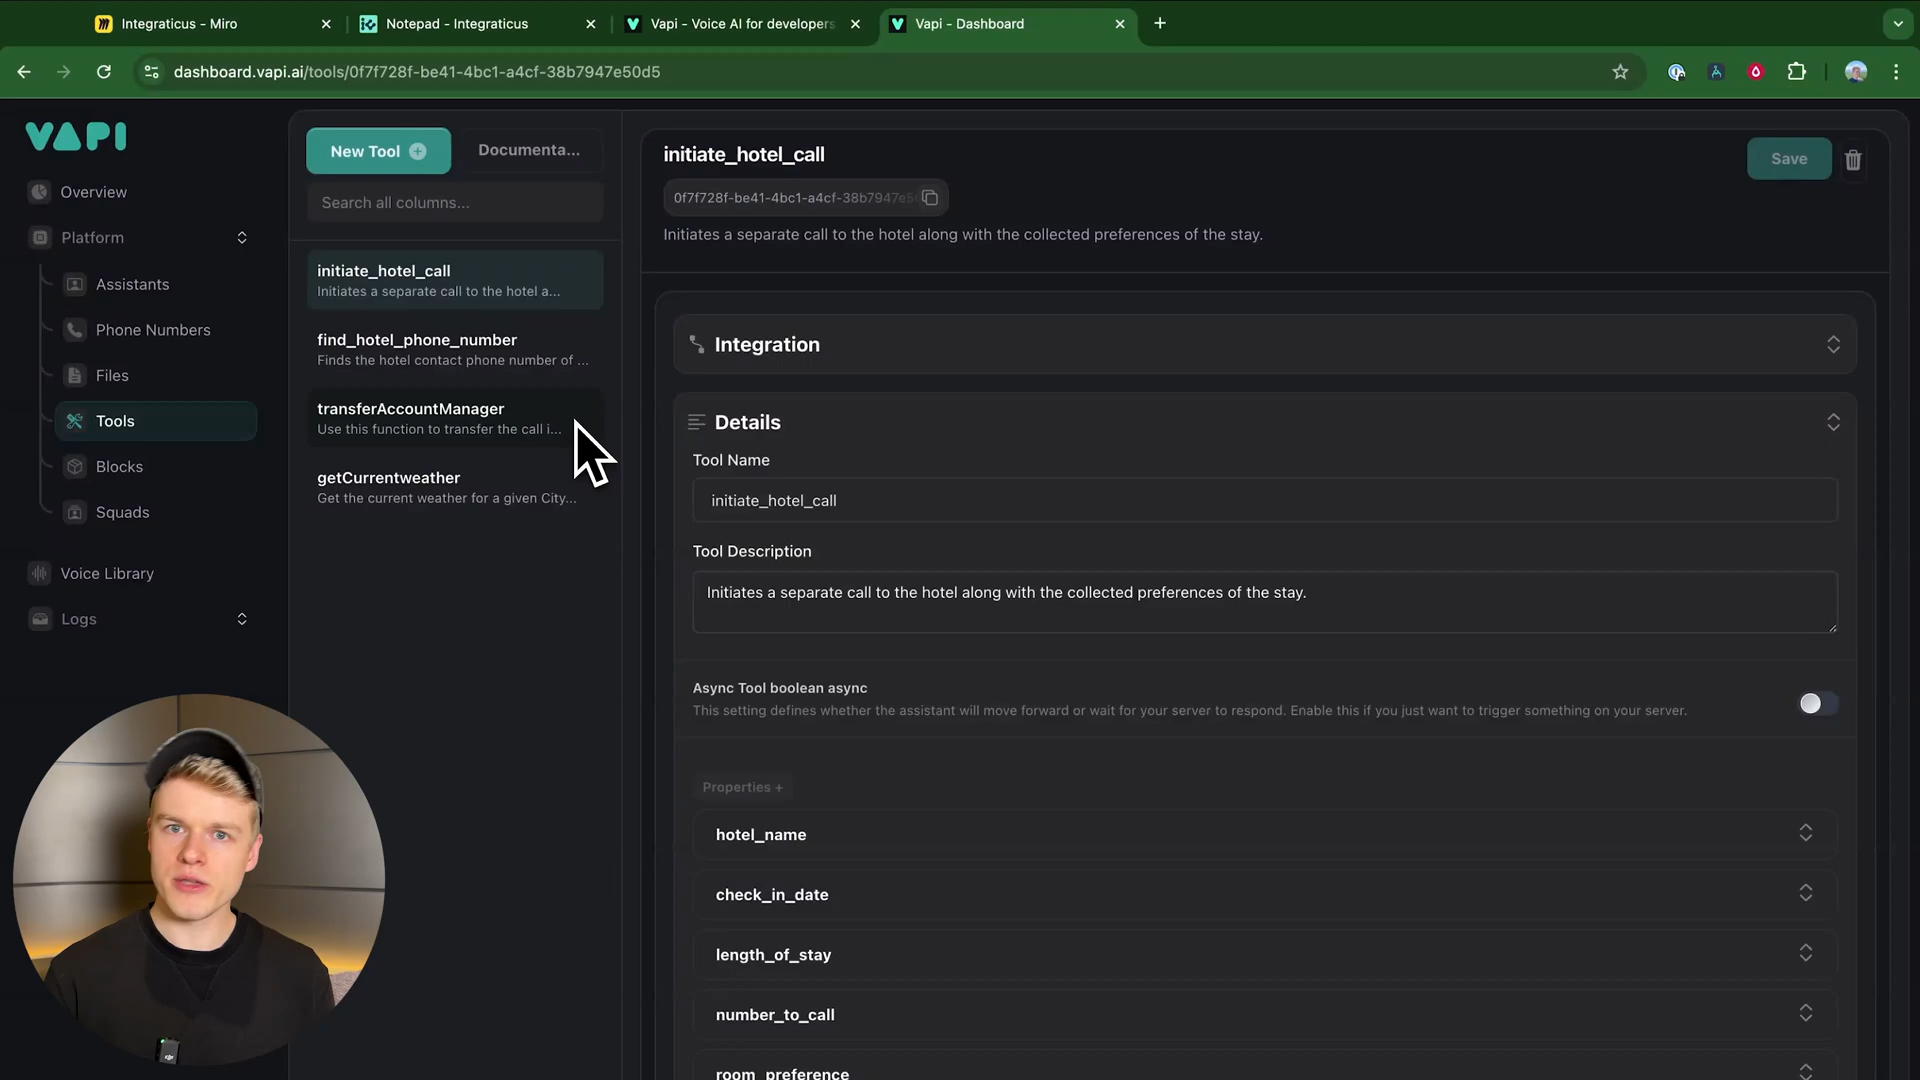 Integraticus - Miro
Notepad - Integraticus
Vapi - Voice AI for developers
Vapi - Dashboard
dashboard.vapi.ai/tools/0f7f728f-be41-4bc1-a4cf-38b7947e50d5
VAPI
Overview
Platform
Assistants
Phone Numbers
Files
Tools
Blocks
Squads
Voice Library
Logs
New Tool
Documenta...
Search all columns...
initiate_hotel_call
Initiates a separate call to the hotel a...
find_hotel_phone_number
Finds the hotel contact phone number of ...
transferAccountManager
Use this function to transfer the call i...
getCurrentweather
Get the current weather for a given City...
initiate_hotel_call
Save
0f7f728f-be41-4bc1-a4cf-38b7947e5
Initiates a separate call to the hotel along with the collected preferences of the stay.
Integration
Details
Tool Name
initiate_hotel_call
Tool Description
Initiates a separate call to the hotel along with the collected preferences of the stay.
Async Tool boolean async
This setting defines whether the assistant will move forward or wait for your server to respond. Enable this if you just want to trigger something on your server.
Properties +
hotel_name
check_in_date
length_of_stay
number_to_call
room_preference